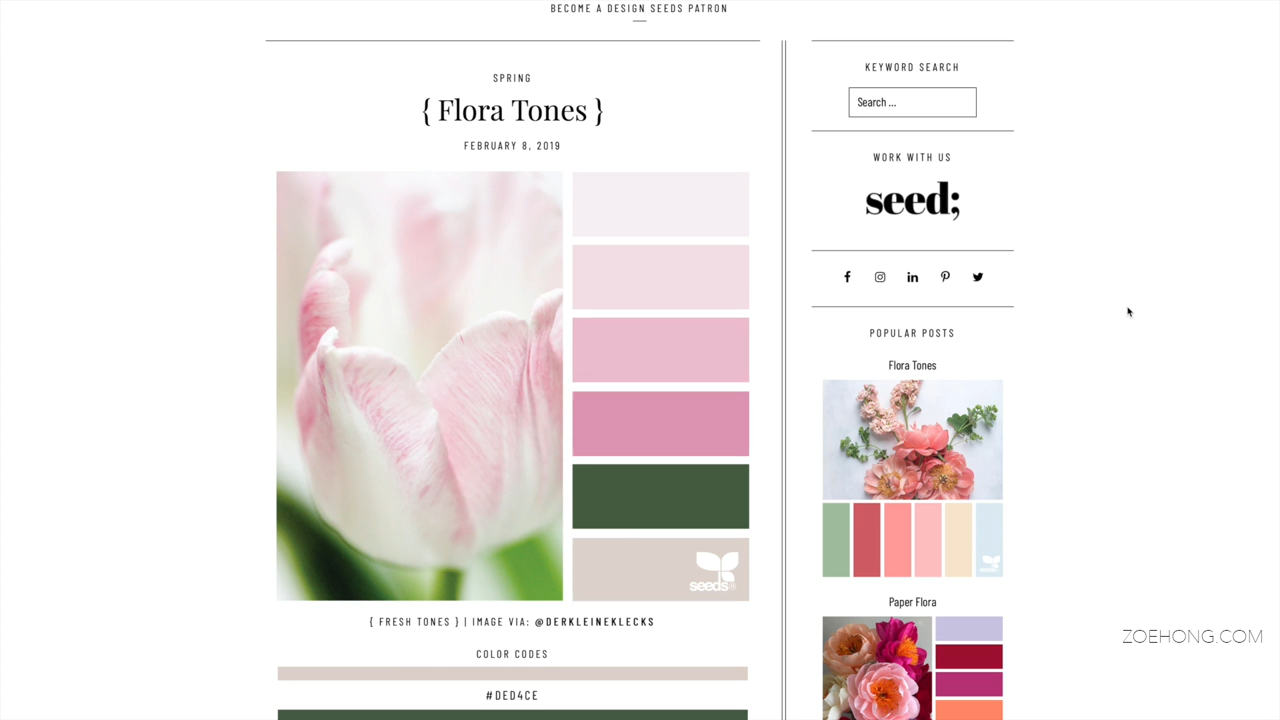 BECOME A DESIGN SEEDS PATRON
SPRING
{ Flora Tones }
FEBRUARY 8, 2019
seeds®
{ FRESH TONES } | IMAGE VIA: @DERKLEINEKLECKS
COLOR CODES
#DED4CE
KEYWORD SEARCH
Search ...
WORK WITH US
seed;
POPULAR POSTS
Flora Tones
seeds
Paper Flora
ZOEHONG.COM